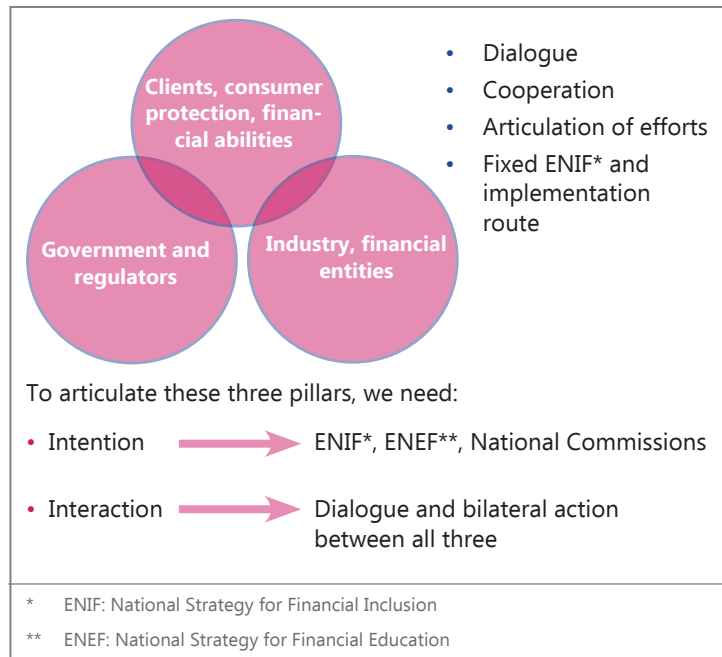 Clients, consumer
protection, finan-
cial abilities
Government and
regulators
Industry, financial
entities
• Dialogue
• Cooperation
• Articulation of efforts
• Fixed ENIF* and
implementation
route
To articulate these three pillars, we need:
• Intention
ENIF*, ENEF**, National Commissions
• Interaction
Dialogue and bilateral action
between all three
* ENIF: National Strategy for Financial Inclusion
** ENEF: National Strategy for Financial Education